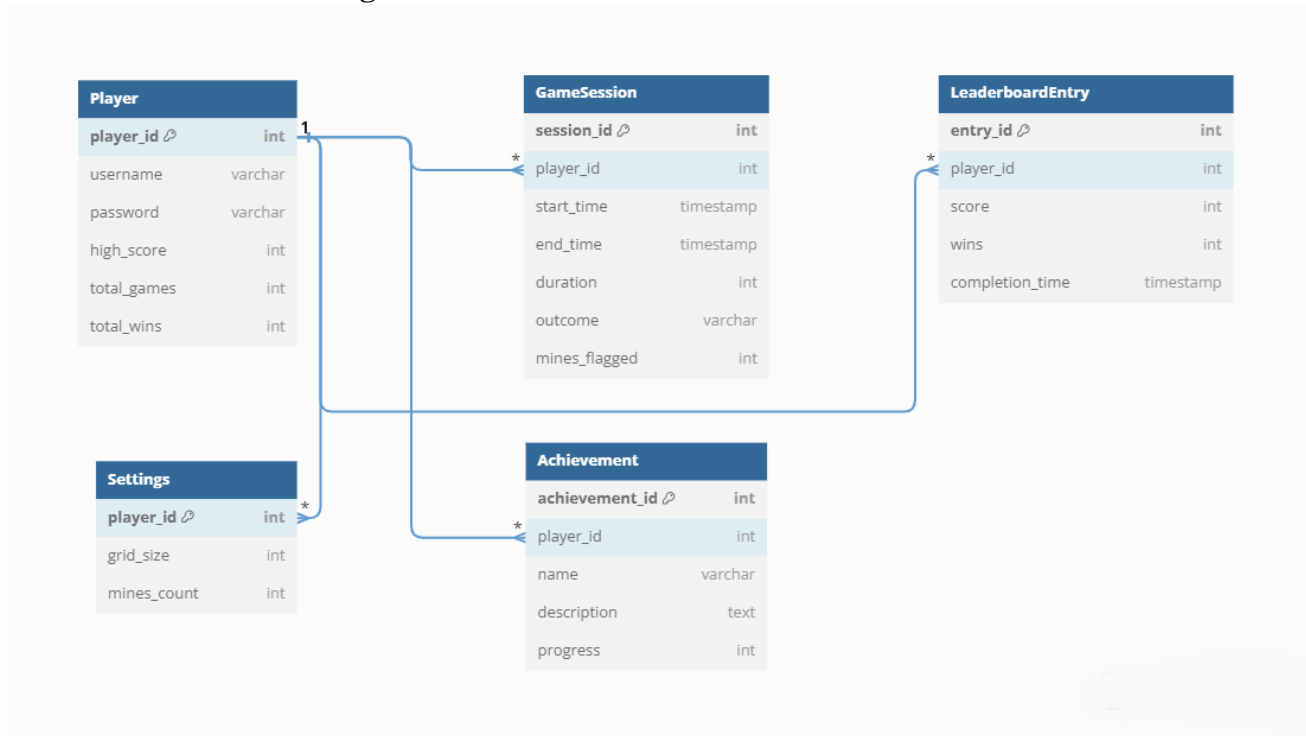 Player
player_id int
username varchar
password varchar
high_score int
total_games int
total_wins int
1
GameSession
session_id int
* player_id int
start_time timestamp
end_time timestamp
duration int
outcome varchar
mines_flagged int
LeaderboardEntry
entry_id int
* player_id int
score int
wins int
completion_time timestamp
Settings
player_id int *
grid_size int
mines_count int
Achievement
achievement_id int
* player_id int
name varchar
description text
progress int